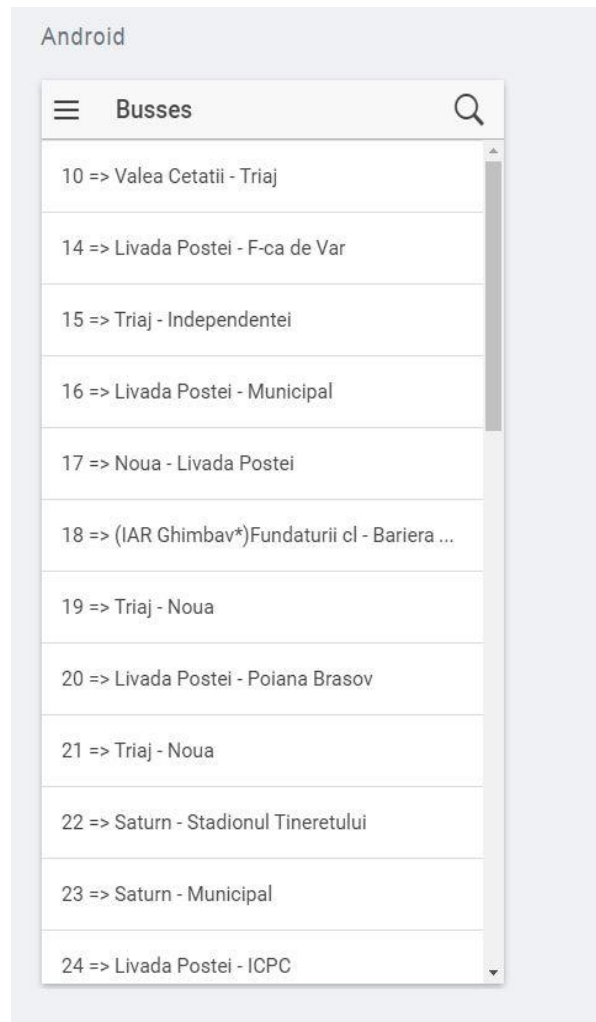 Android
Busses
10 => Valea Cetatii - Triaj
14 => Livada Postei - F-ca de Var
15 => Triaj - Independentei
16 => Livada Postei - Municipal
17 => Noua - Livada Postei
18 => (IAR Ghimbav*)Fundaturii cl - Bariera ...
19 => Triaj - Noua
20 => Livada Postei - Poiana Brasov
21 => Triaj - Noua
22 => Saturn - Stadionul Tineretului
23 => Saturn - Municipal
24 => Livada Postei - ICPC